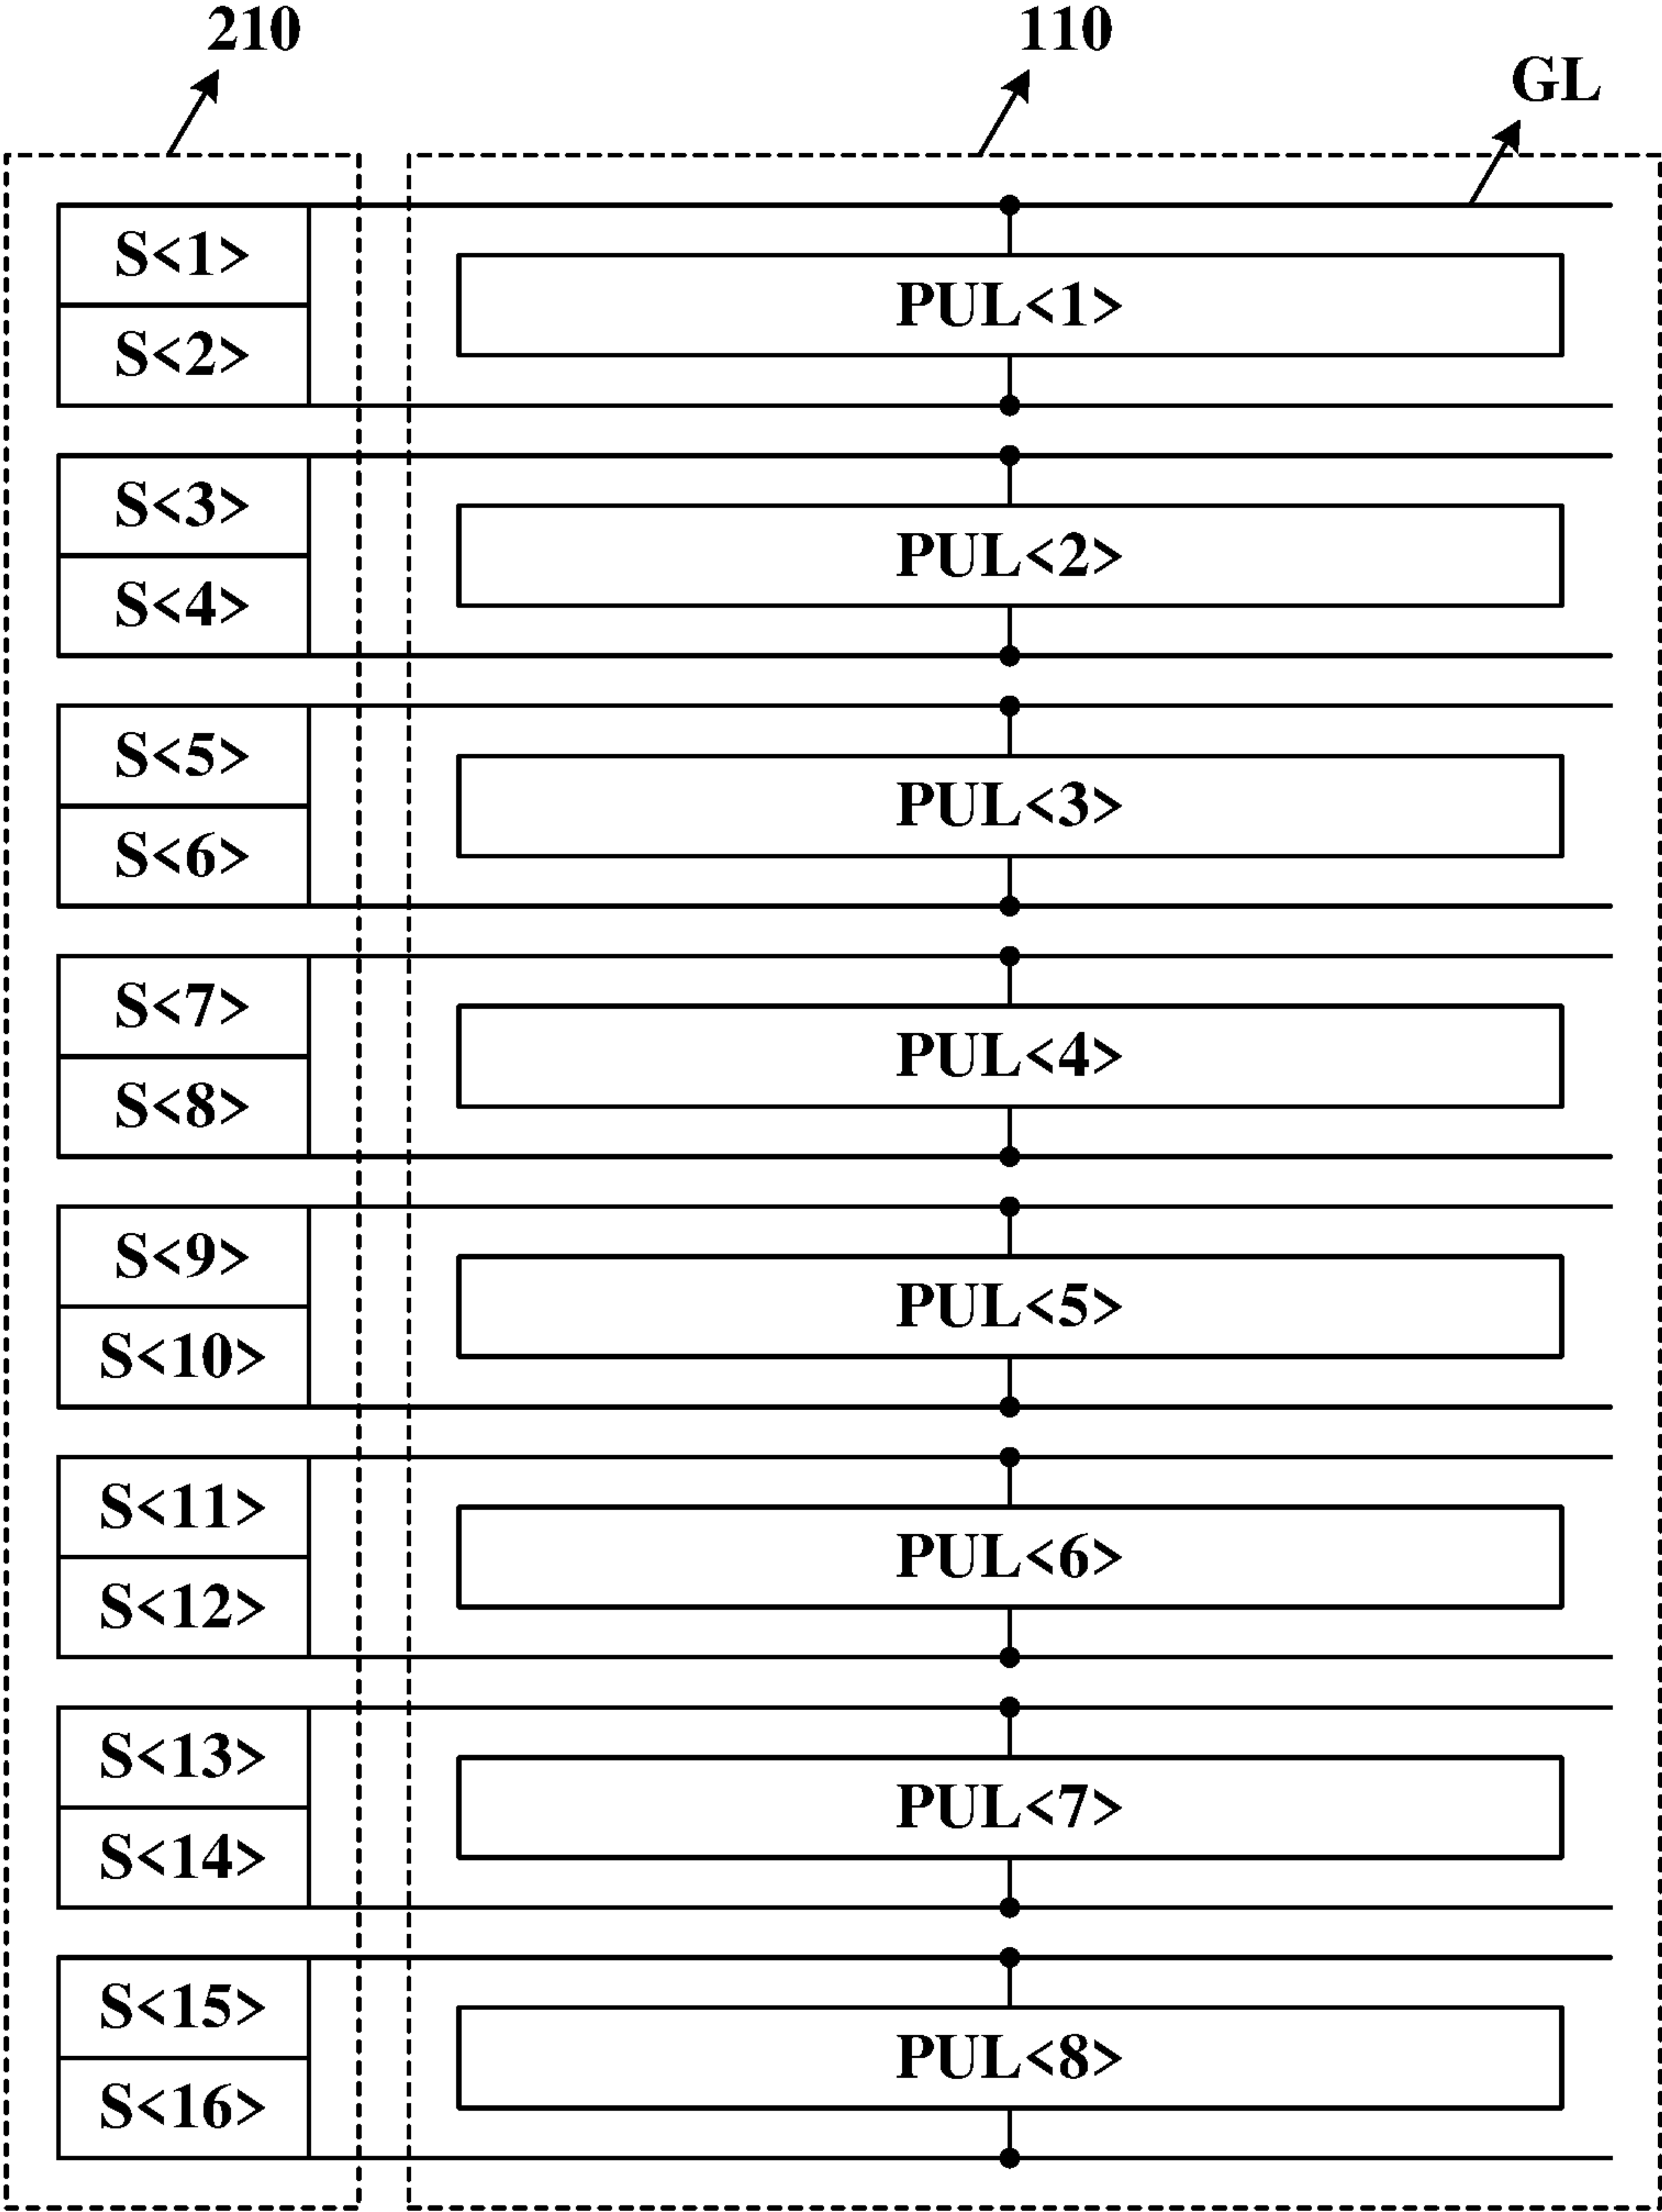 210
110
GL
S<1>
S<2>
PUL<1>
S<3>
S<4>
PUL<2>
S<5>
S<6>
PUL<3>
S<7>
S<8>
PUL<4>
S<9>
S<10>
PUL<5>
S<11>
S<12>
PUL<6>
S<13>
S<14>
PUL<7>
S<15>
S<16>
PUL<8>